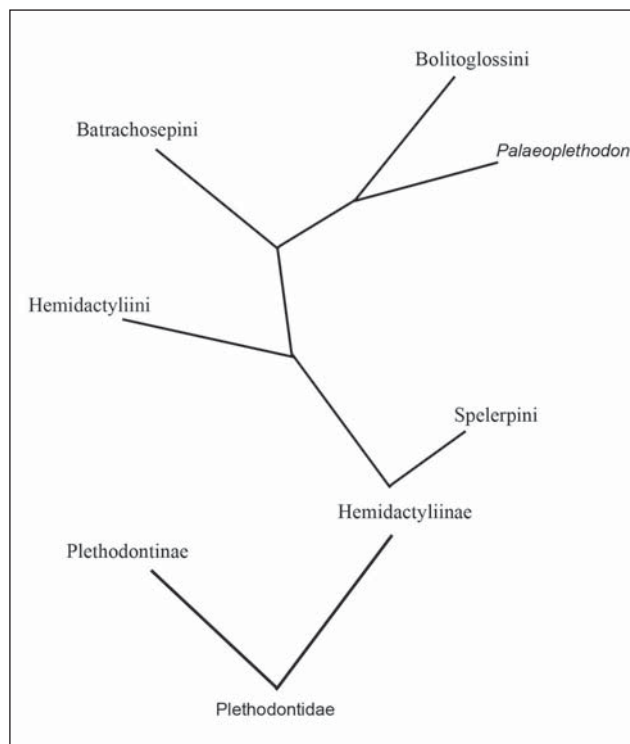 Bolitoglossini
Batrachosepini
Palaeoplethodon
Hemidactyliini
Spelerpini
Hemidactyliinae
Plethodontinae
Plethodontidae